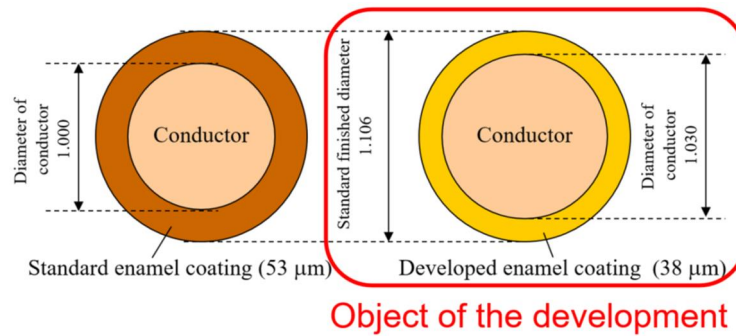 Diameter of
conductor
1.000
Conductor
Standard finished diameter
1.106
Conductor
Diameter of
conductor
1.030
Standard enamel coating (53 μm)
Developed enamel coating (38 μm)
Object of the development